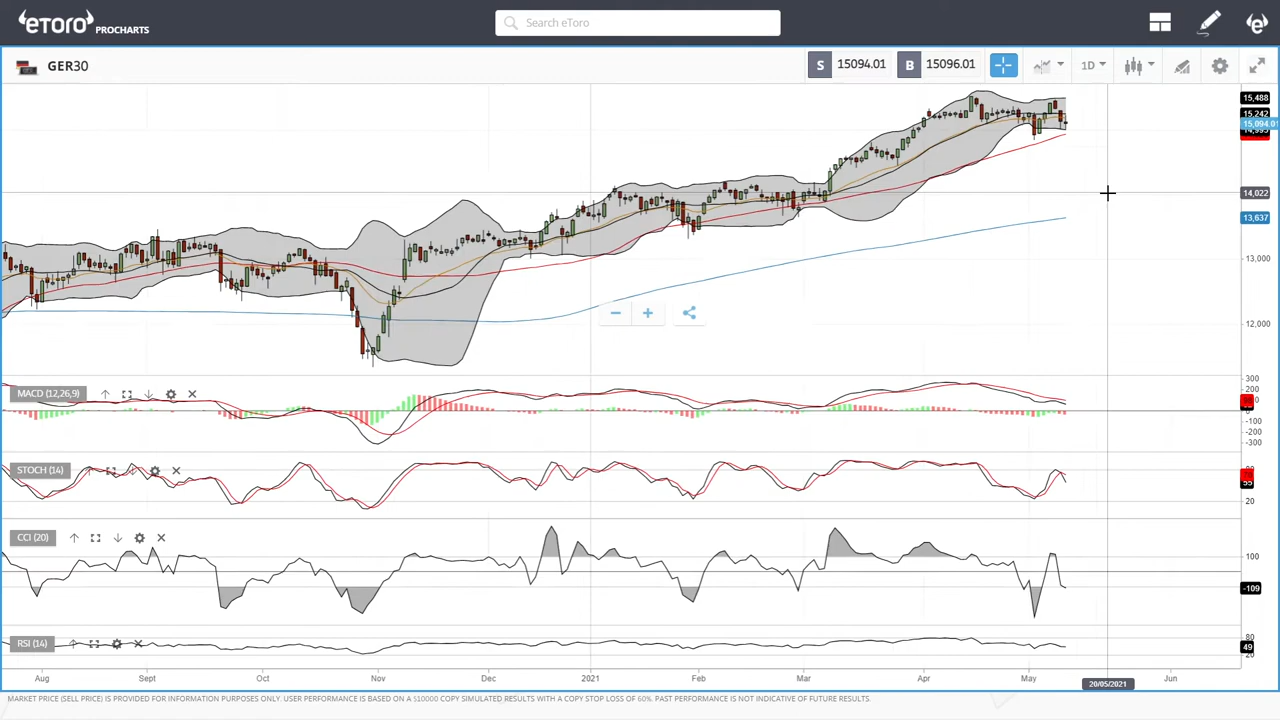 eToro PROCHARTS
Search eToro
GER30
S 15094.01 B 15096.01
1D
15,488
15,242
15,094.01
14,022
13,637
13,000
12,000
MACD (12,26,9)
300
200
-100
-200
-300
STOCH (14)
20
CCI (20)
100
-109
RSI (14)
80
49
Aug Sept Oct Nov Dec 2021 Feb Mar Apr May Jun
20/05/2021
MARKET PRICE (SELL PRICE) IS PROVIDED FOR INFORMATION PURPOSES ONLY. USER PERFORMANCE IS BASED ON A $10000 COPY SIMULATED RESULTS WITH A COPY STOP LOSS OF 60%. PAST PERFORMANCE IS NOT INDICATIVE OF FUTURE RESULTS.